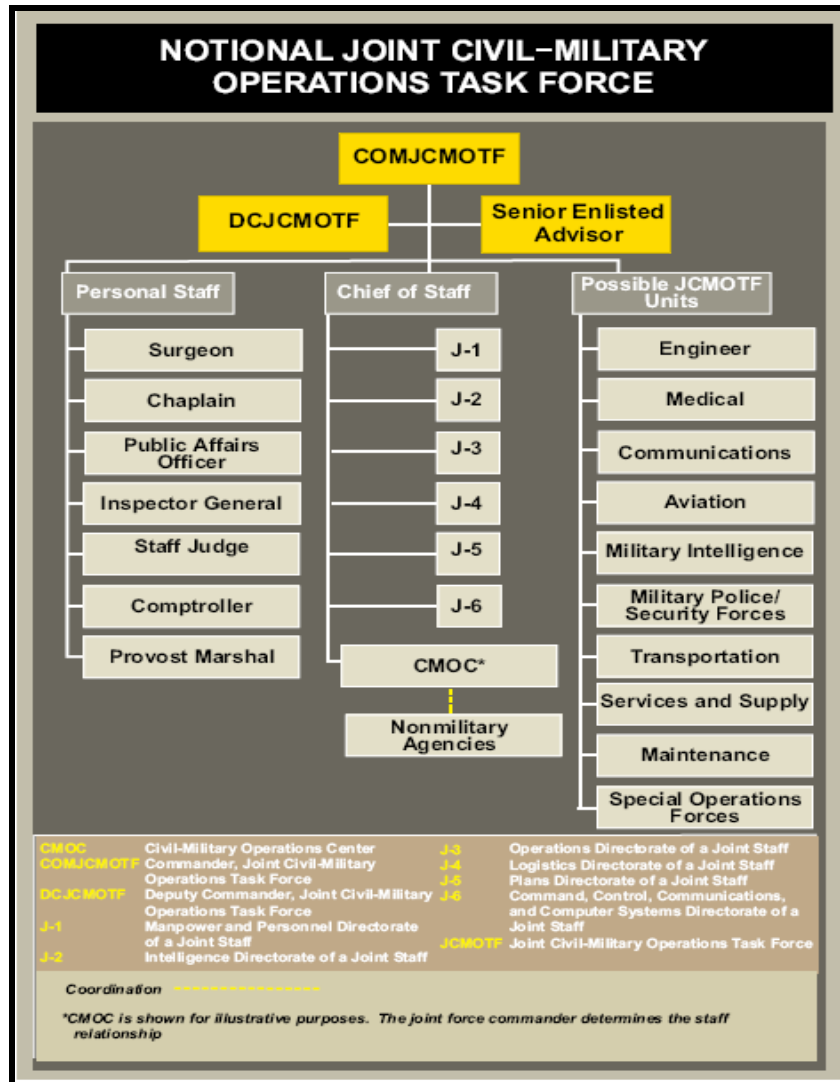 NOTIONAL JOINT CIVIL-MILITARY
OPERATIONS TASK FORCE
COMJCMOTF
DCJCMOTF
Senior Enlisted
Advisor
Personal Staff
Surgeon
Chaplain
Public Affairs
Officer
Inspector General
Staff Judge
Comptroller
Provost Marshal
Chief of Staff
J-1
J-2
J-3
J-4
J-5
J-6
CMOC*
Nonmilitary
Agencies
Possible JCMOTF
Units
Engineer
Medical
Communications
Aviation
Military Intelligence
Military Police/
Security Forces
Transportation
Services and Supply
Maintenance
Special Operations
Forces
CMOC Civil-Military Operations Center
COMJCMOTF Commander, Joint Civil-Military
Operations Task Force
DCJCMOTF Deputy Commander, Joint Civil-Military
Operations Task Force
J-1 Manpower and Personnel Directorate
of a Joint Staff
J-2 Intelligence Directorate of a Joint Staff
J-3 Operations Directorate of a Joint Staff
J-4 Logistics Directorate of a Joint Staff
J-5 Plans Directorate of a Joint Staff
J-6 Command, Control, Communications,
and Computer Systems Directorate of a
Joint Staff
JCMOTF Joint Civil-Military Operations Task Force
Coordination
*CMOC is shown for illustrative purposes. The joint force commander determines the staff
relationship